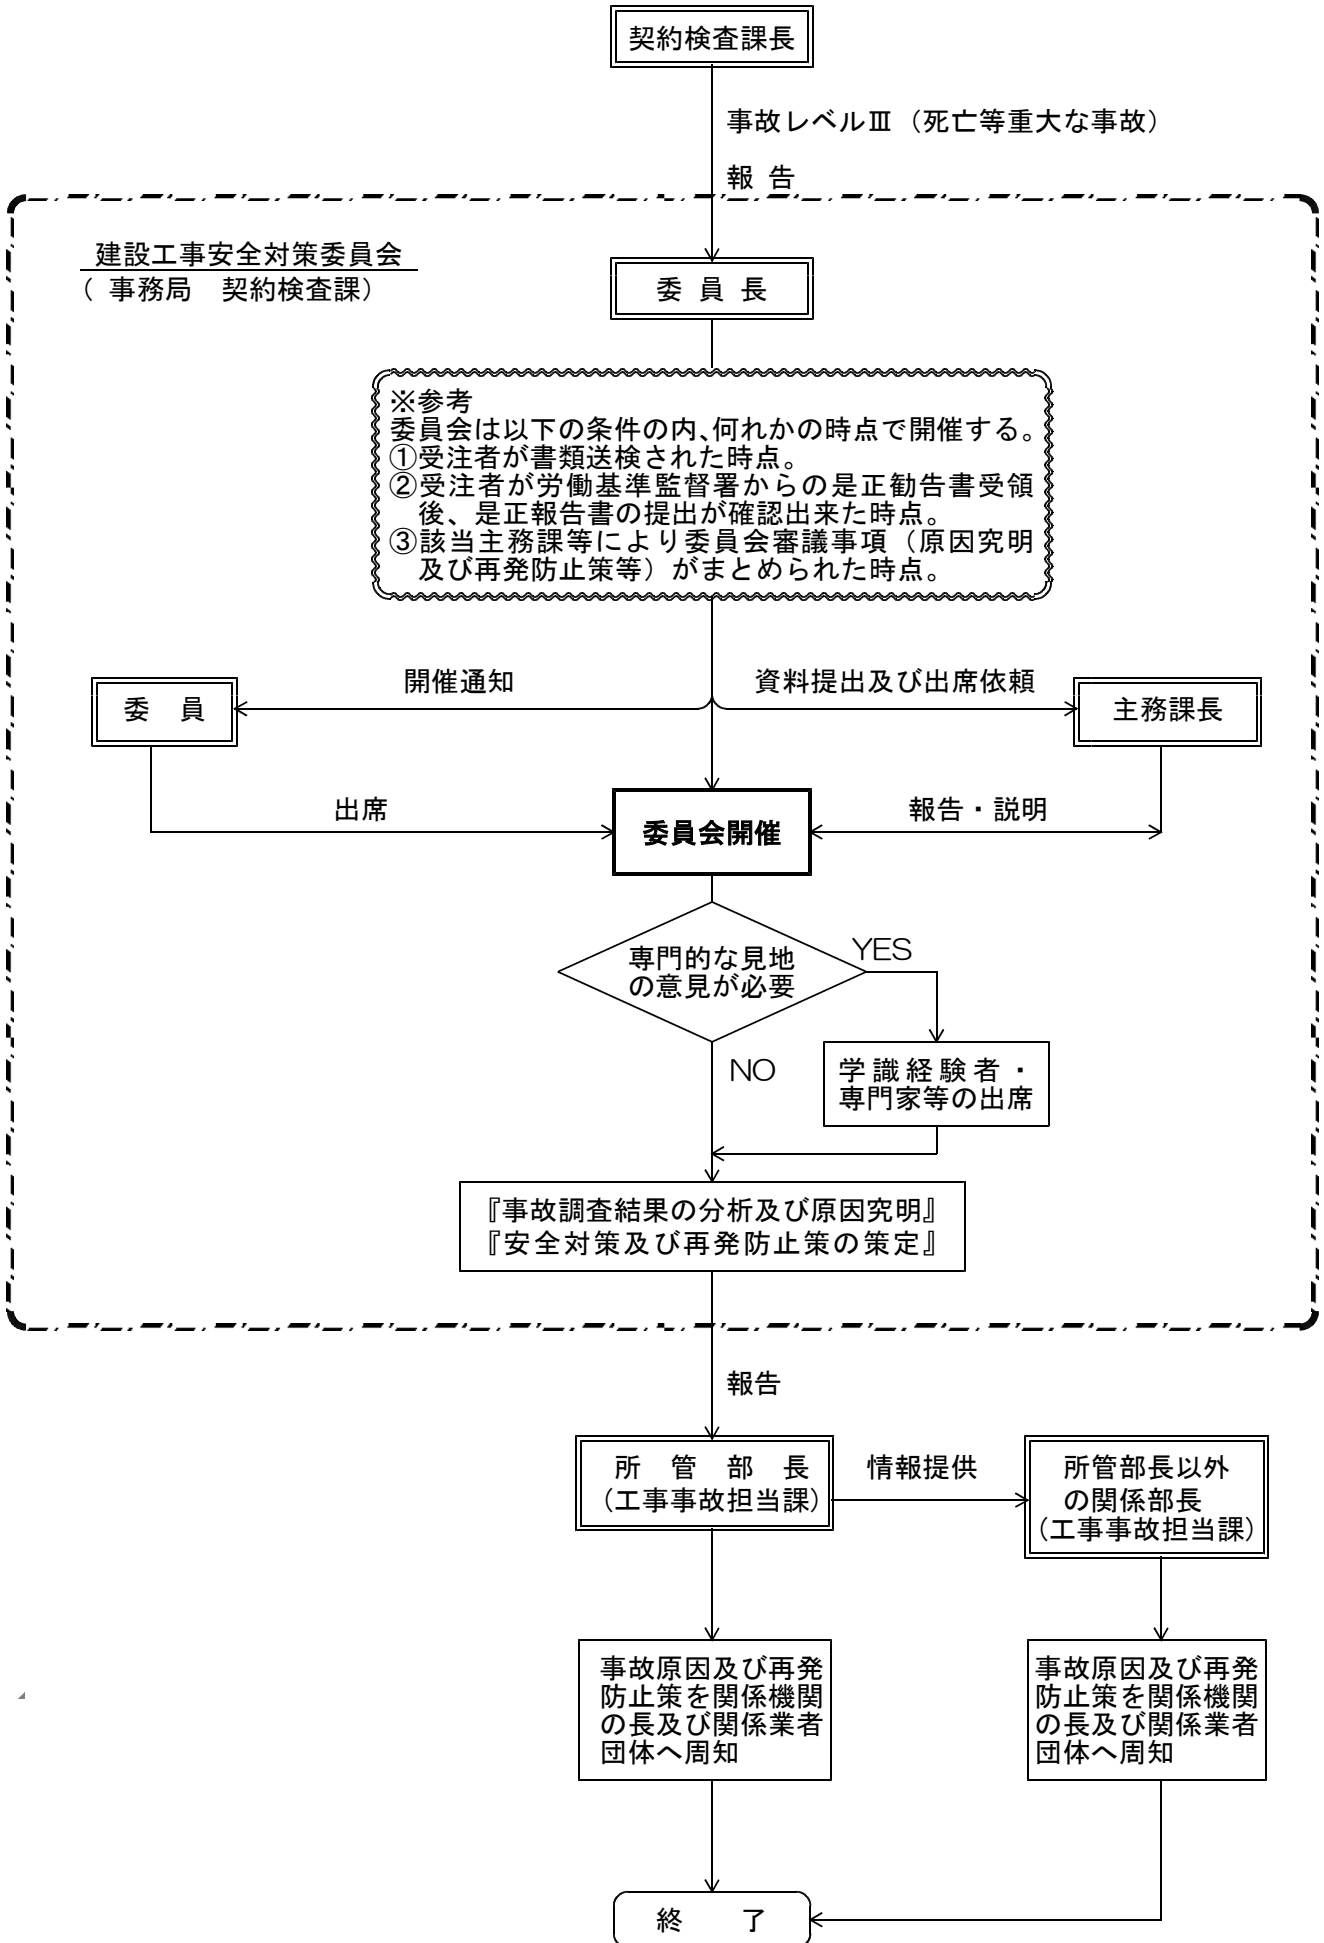 契約検査課長
事故レベルⅢ（死亡等重大な事故）
報 告
建設工事安全対策委員会
（ 事務局　契約検査課）
委 員 長
※参考
委員会は以下の条件の内、何れかの時点で開催する。
①受注者が書類送検された時点。
②受注者が労働基準監督署からの是正勧告書受領
後、是正報告書の提出が確認出来た時点。
③該当主務課等により委員会審議事項（原因究明
及び再発防止策等）がまとめられた時点。
開催通知
資料提出及び出席依頼
委　員
主務課長
出席
報告・説明
委員会開催
専門的な見地
の意見が必要
YES
NO
学識経験者・
専門家等の出席
『事故調査結果の分析及び原因究明』
『安全対策及び再発防止策の策定』
報告
所　管　部　長
（工事事故担当課）
情報提供
所管部長以外
の関係部長
（工事事故担当課）
事故原因及び再発
防止策を関係機関
の長及び関係業者
団体へ周知
事故原因及び再発
防止策を関係機関
の長及び関係業者
団体へ周知
終　　了